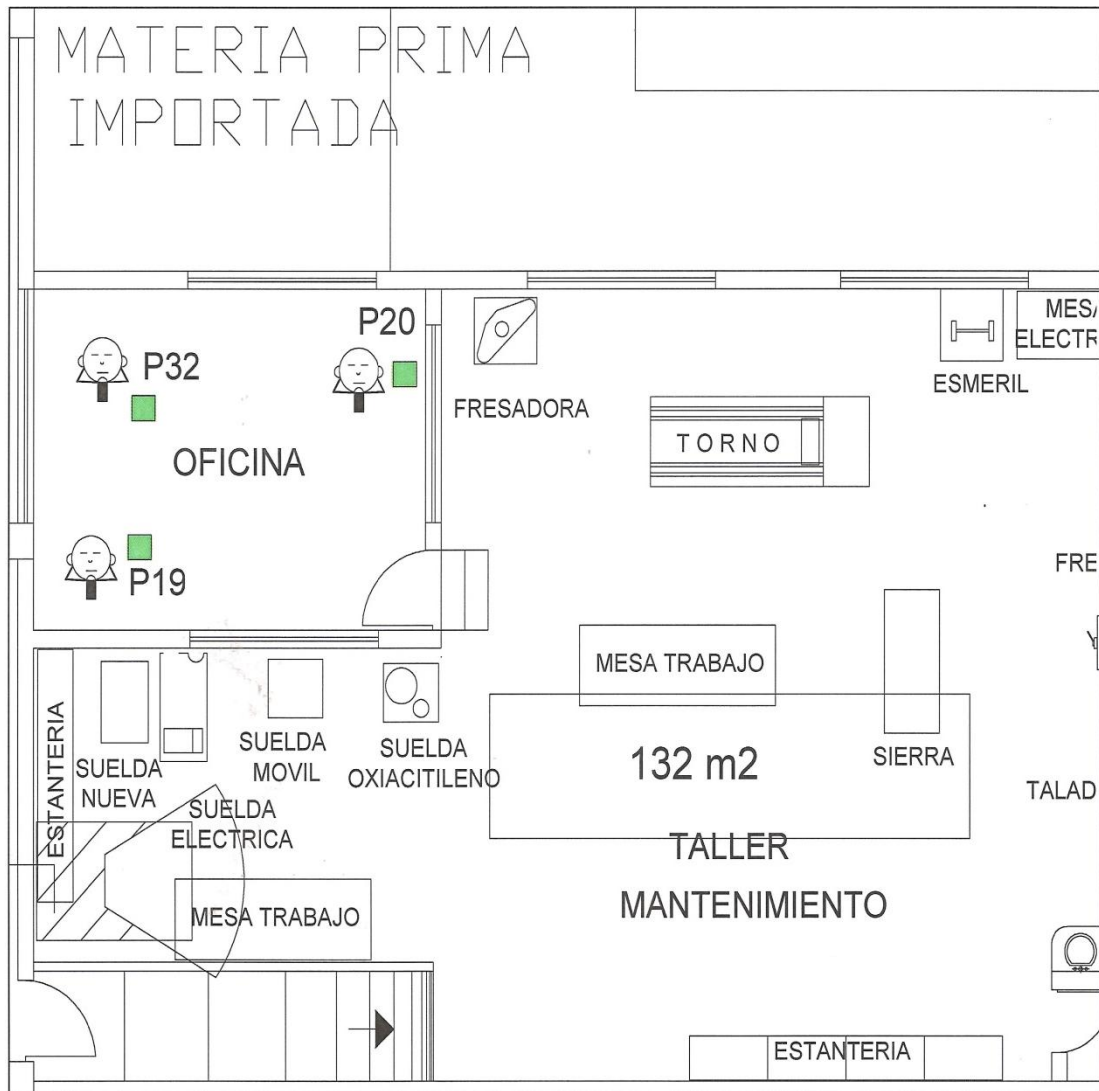 MATERIA PRIMA
IMPORTADA
P20
P32
OFICINA
P19
FRESADORA
TORNO
ESMERIL
MESA
ELECTR
FRE
MESA TRABAJO
SIERRA
132 m2
TALLER
MANTENIMIENTO
TALAD
ESTANTERIA
SUELDA
NUEVA
SUELDA
ELECTRICA
SUELDA
MOVIL
SUELDA
OXIACITILENO
MESA TRABAJO
ESTANTERIA